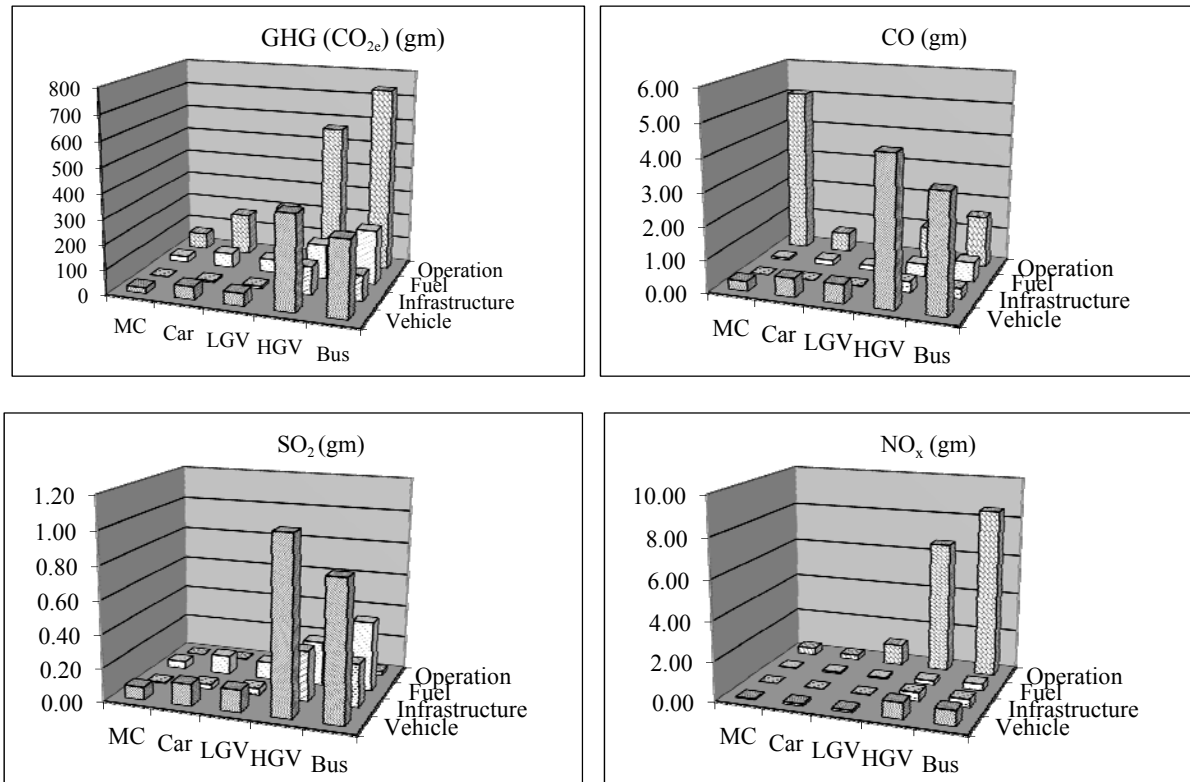 GHG (CO2e) (gm)
800
700
600
500
400
300
200
100
0
MC
Car
LGV
HGV
Bus
Operation
Fuel
Infrastructure
Vehicle
CO (gm)
6.00
5.00
4.00
3.00
2.00
1.00
0.00
MC
Car
LGV
HGV
Bus
Operation
Fuel
Infrastructure
Vehicle
SO2 (gm)
1.20
1.00
0.80
0.60
0.40
0.20
0.00
MC
Car
LGV
HGV
Bus
Operation
Fuel
Infrastructure
Vehicle
NOx (gm)
10.00
8.00
6.00
4.00
2.00
0.00
MC
Car
LGV
HGV
Bus
Operation
Fuel
Infrastructure
Vehicle